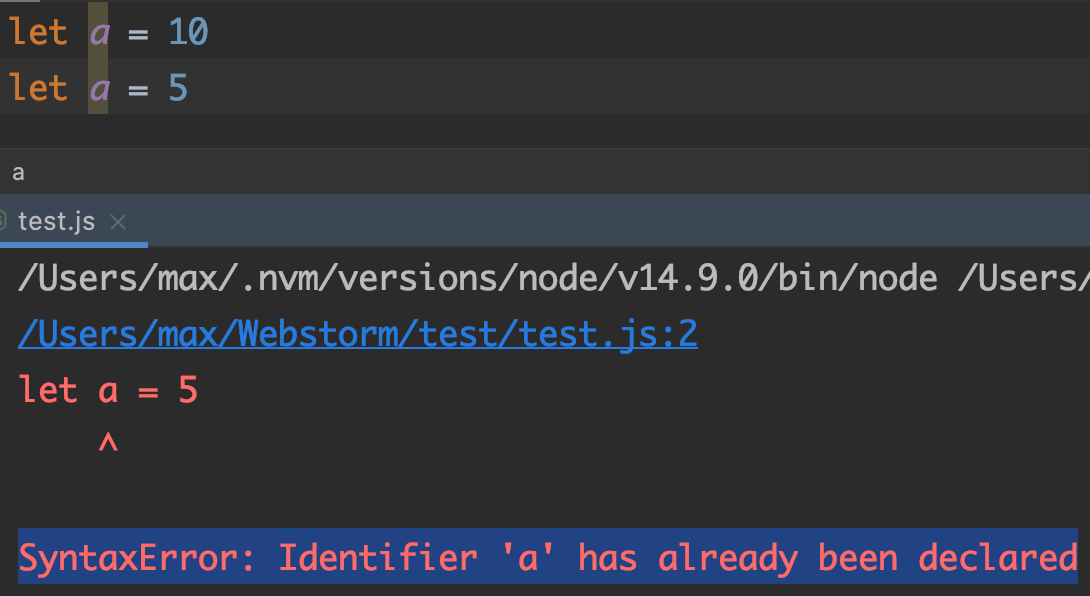 let a = 10
let a = 5
a
test.js ×
/Users/max/.nvm/versions/node/v14.9.0/bin/node /Users/
/Users/max/Webstorm/test/test.js:2
let a = 5
^
SyntaxError: Identifier 'a' has already been declared